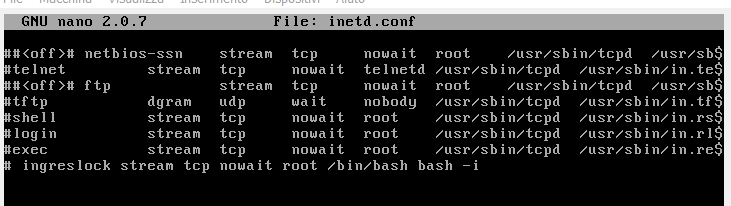 File Macchina Visualizza Inserimento Dispositivi Aiuto
GNU nano 2.0.7 File: inetd.conf
##<off># netbios-ssn stream tcp nowait root /usr/sbin/tcpd /usr/sb$
#telnet stream tcp nowait telnetd /usr/sbin/tcpd /usr/sbin/in.te$
##<off># ftp stream tcp nowait root /usr/sbin/tcpd /usr/sb$
#tftp dgram udp wait nobody /usr/sbin/tcpd /usr/sbin/in.tf$
#shell stream tcp nowait root /usr/sbin/tcpd /usr/sbin/in.rs$
#login stream tcp nowait root /usr/sbin/tcpd /usr/sbin/in.rl$
#exec stream tcp nowait root /usr/sbin/tcpd /usr/sbin/in.re$
# ingreslock stream tcp nowait root /bin/bash bash -i